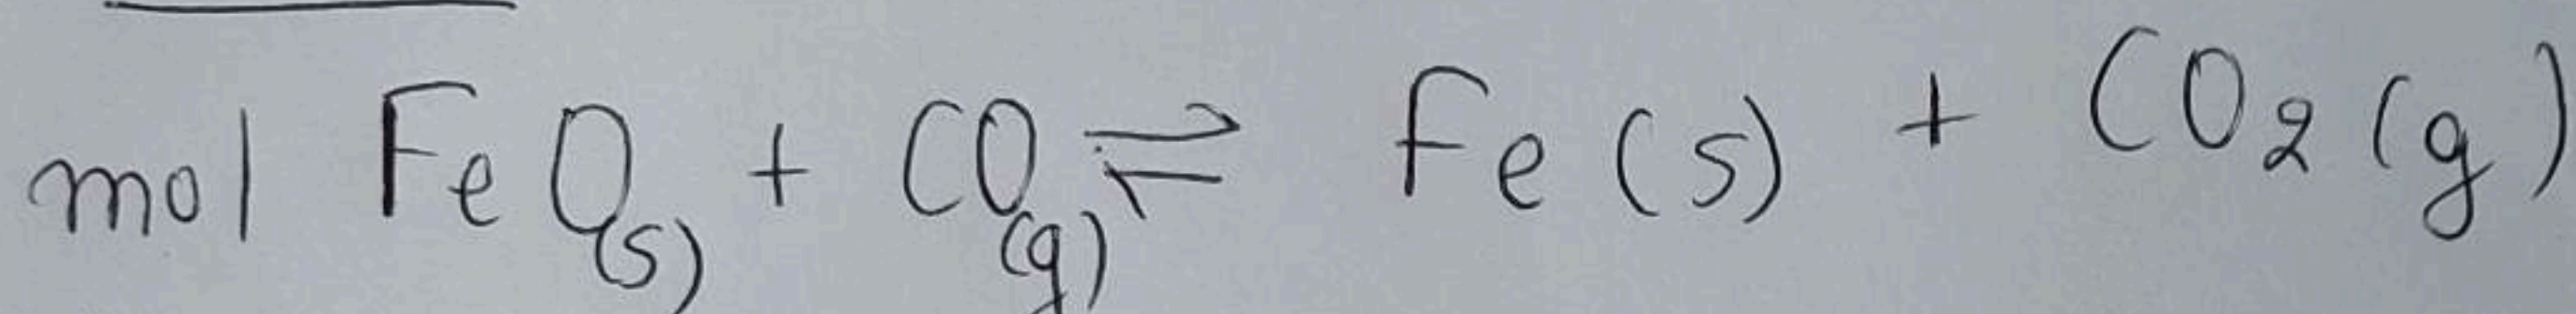 mol FeO(s) + CO(g) ⇌ Fe(s) + CO2(g)